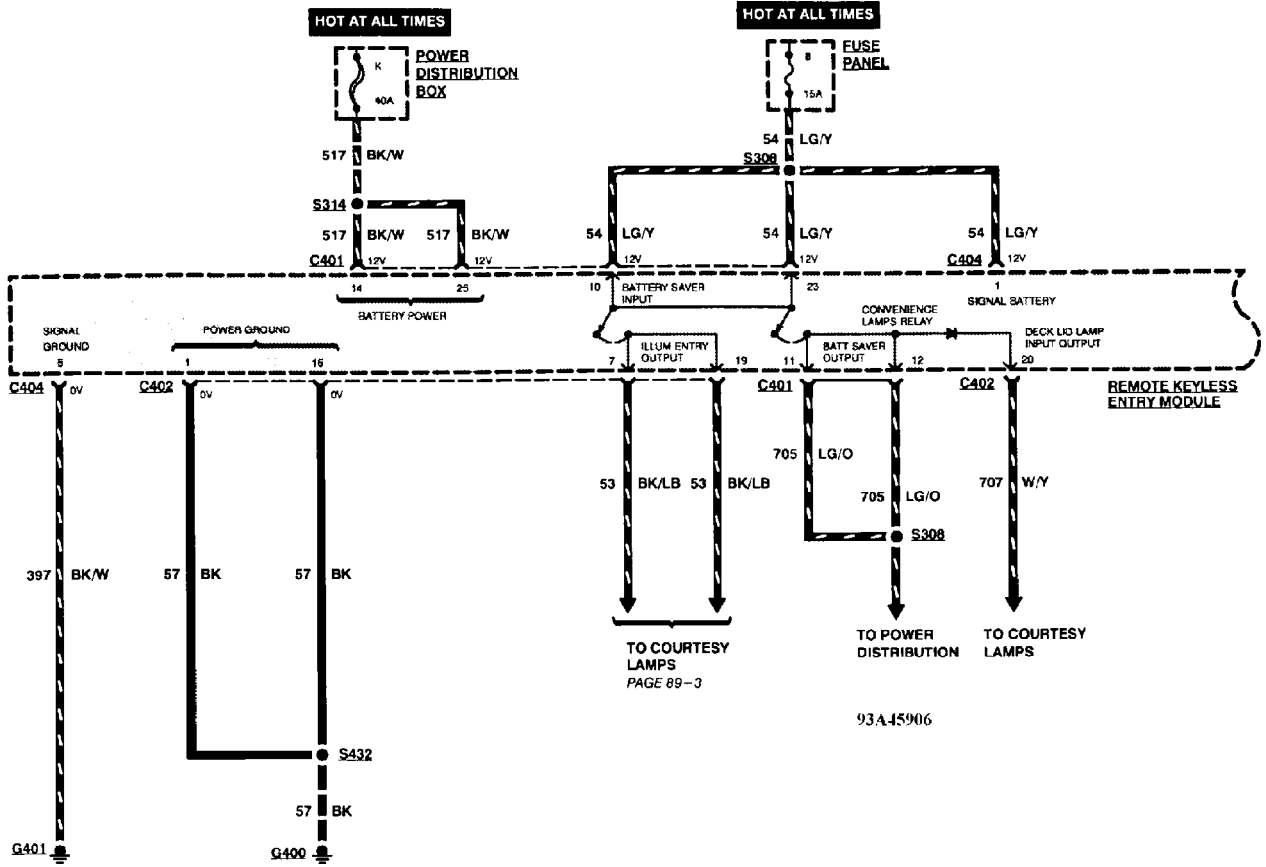 HOT AT ALL TIMES
HOT AT ALL TIMES
K
40A
POWER
DISTRIBUTION
BOX
8
15A
FUSE
PANEL
517 BK/W
54 LG/Y
S308
S314
517 BK/W
517 BK/W
54 LG/Y
54 LG/Y
54 LG/Y
C401 12V
12V
12V
12V
C404 12V
14
25
10
BATTERY SAVER
INPUT
23
1
BATTERY POWER
SIGNAL BATTERY
SIGNAL
GROUND
POWER GROUND
CONVENIENCE
LAMPS RELAY
DECK LID LAMP
INPUT OUTPUT
ILLUM ENTRY
OUTPUT
BATT SAVER
OUTPUT
5
1
16
7
19
11
12
20
C404 0V
C402 0V
0V
C401
C402
REMOTE KEYLESS
ENTRY MODULE
705 LG/O
53 BK/LB
53 BK/LB
705 LG/O
707 W/Y
S308
397 BK/W
57 BK
57 BK
TO COURTESY
LAMPS
PAGE 89-3
TO POWER
DISTRIBUTION
TO COURTESY
LAMPS
93A45906
S432
57 BK
G401
G400